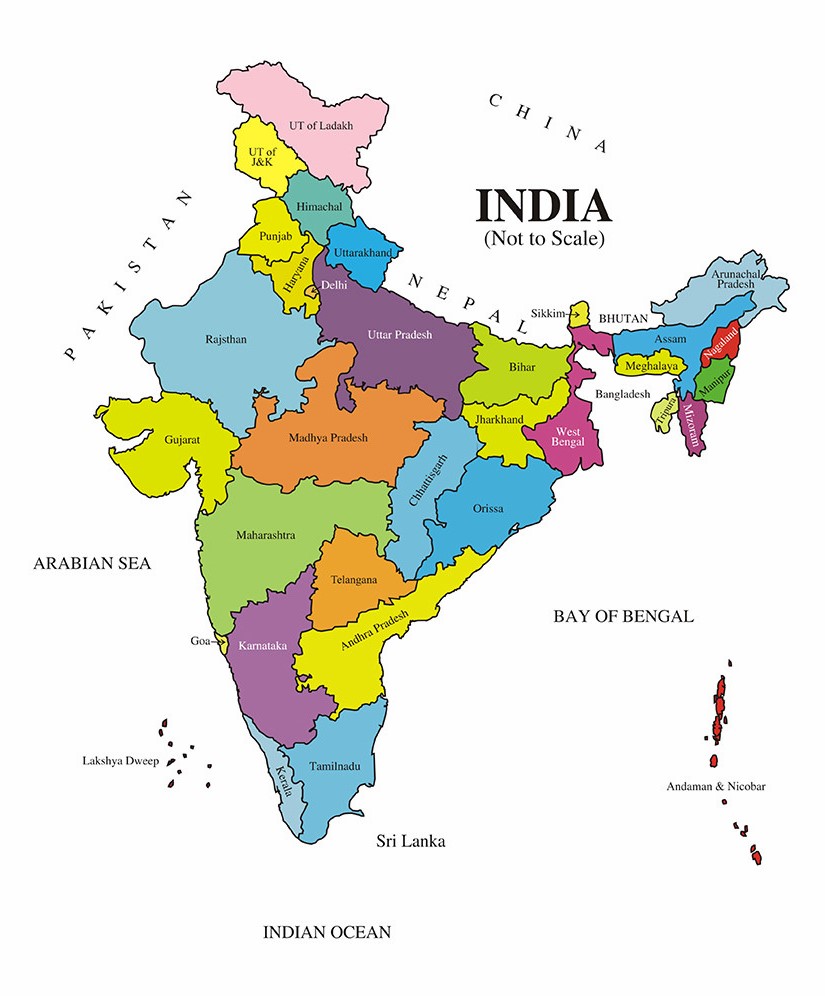 CHINA
UT of Ladakh
UT of
J&K
INDIA
(Not to Scale)
Himachal
PAKISTAN
Punjab
Uttarakhand
Haryana
Delhi
NEPAL
Arunachal
Pradesh
Sikkim
BHUTAN
Rajsthan
Uttar Pradesh
Assam
Nagaland
Bihar
Meghalaya
Manipur
Bangladesh
Tripura
Mizoram
Gujarat
Madhya Pradesh
Jharkhand
West
Bengal
Chhattisgarh
Orissa
Maharashtra
ARABIAN SEA
Telangana
BAY OF BENGAL
Goa
Karnataka
Andhra Pradesh
Lakshya Dweep
Kerala
Tamilnadu
Andaman & Nicobar
Sri Lanka
INDIAN OCEAN